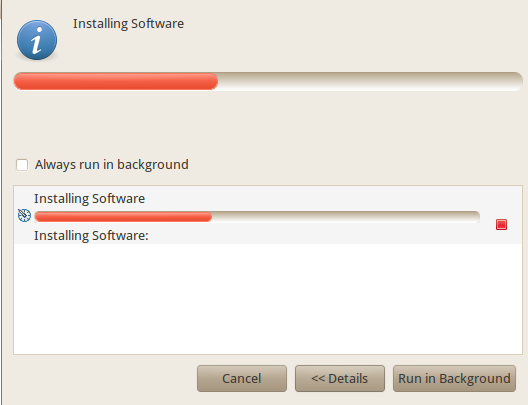 Installing Software
Always run in background
Installing Software
Installing Software:
Cancel
<< Details
Run in Background